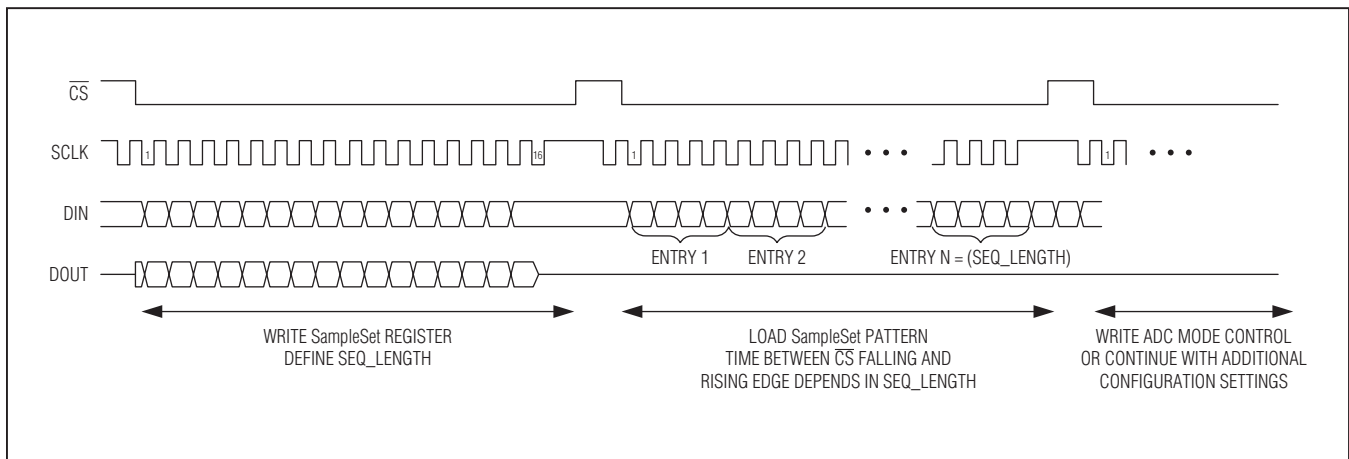 CS
SCLK
1
16
1
1
DIN
ENTRY 1
ENTRY 2
ENTRY N = (SEQ_LENGTH)
DOUT
WRITE SampleSet REGISTER
DEFINE SEQ_LENGTH
LOAD SampleSet PATTERN
TIME BETWEEN CS FALLING AND
RISING EDGE DEPENDS IN SEQ_LENGTH
WRITE ADC MODE CONTROL
OR CONTINUE WITH ADDITIONAL
CONFIGURATION SETTINGS